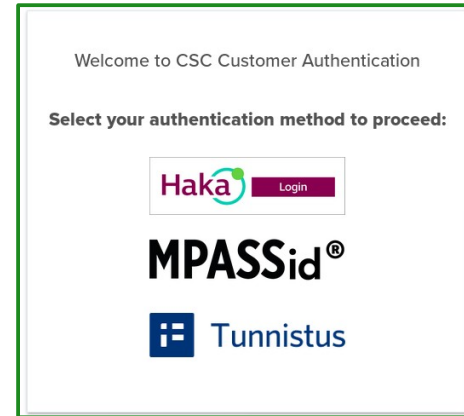 Welcome to CSC Customer Authentication
Select your authentication method to proceed:
Haka Login
MPASSid®
Tunnistus